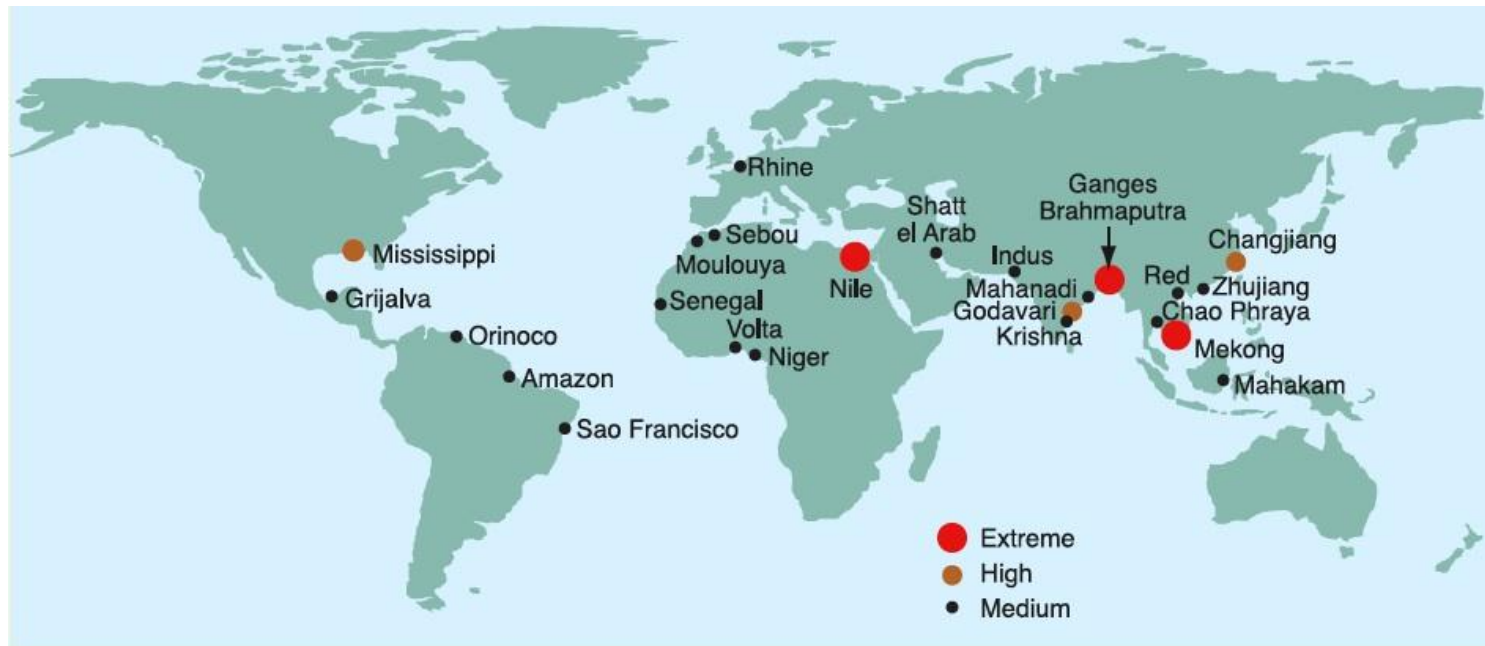 Rhine
Ganges
Brahmaputra
Shatt
el Arab
Sebou
Moulouya
Mississippi
Changjiang
Indus
Nile
Red
Zhujiang
Mahanadi
Grijalva
Senegal
Godavari
Chao Phraya
Krishna
Volta
Orinoco
Niger
Mekong
Amazon
Mahakam
Sao Francisco
Extreme
High
Medium